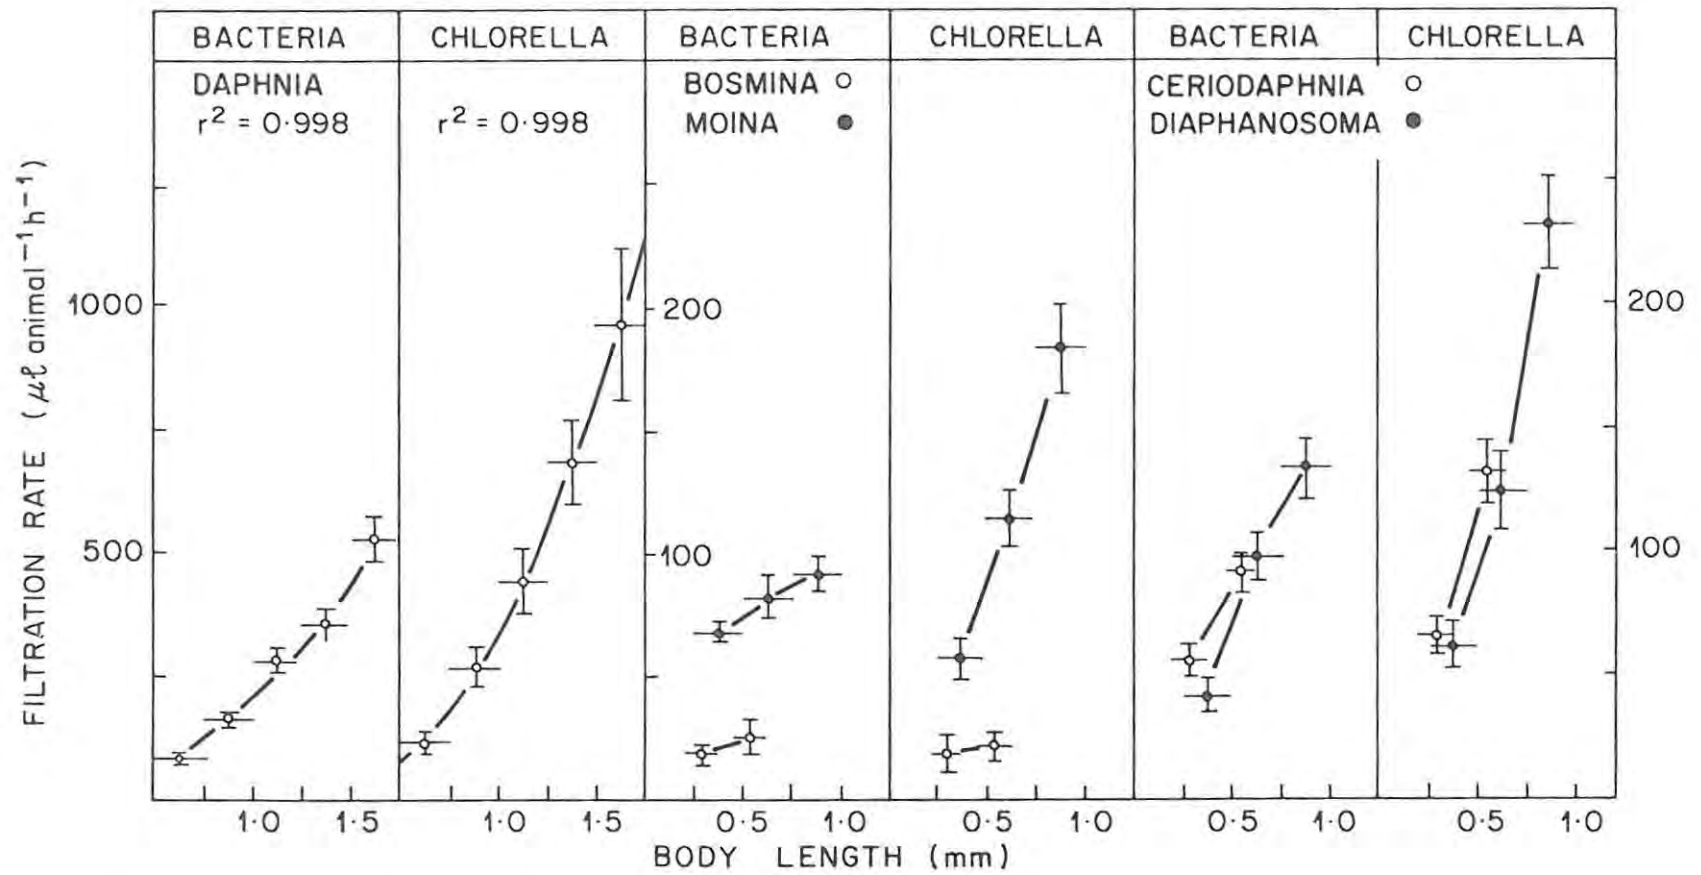 BACTERIA CHLORELLA BACTERIA CHLORELLA BACTERIA CHLORELLA
DAPHNIA
r² = 0·998
r² = 0·998
BOSMINA
MOINA
CERIODAPHNIA
DIAPHANOSOMA
FILTRATION RATE (µℓ animal⁻¹h⁻¹)
1000
500
200
100
200
100
1·0 1·5 1·0 1·5 0·5 1·0 0·5 1·0 0·5 1·0 0·5 1·0
BODY LENGTH (mm)